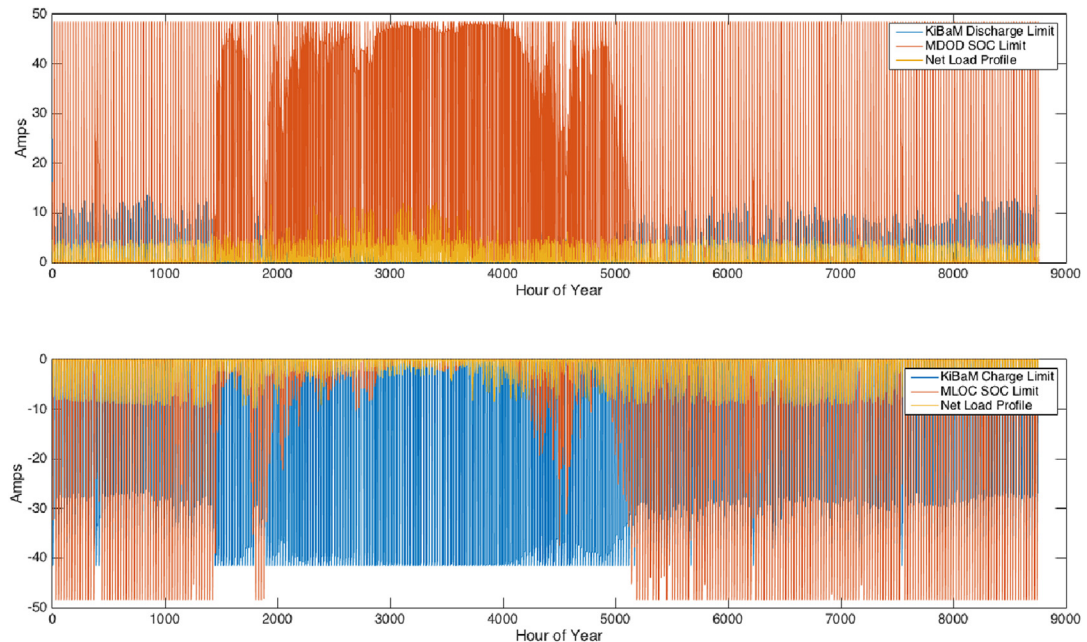 50
40
30
20
10
0
Amps
KiBaM Discharge Limit
MDOD SOC Limit
Net Load Profile
0 1000 2000 3000 4000 5000 6000 7000 8000 9000
Hour of Year
0
-10
-20
-30
-40
-50
Amps
KiBaM Charge Limit
MLOC SOC Limit
Net Load Profile
0 1000 2000 3000 4000 5000 6000 7000 8000 9000
Hour of Year